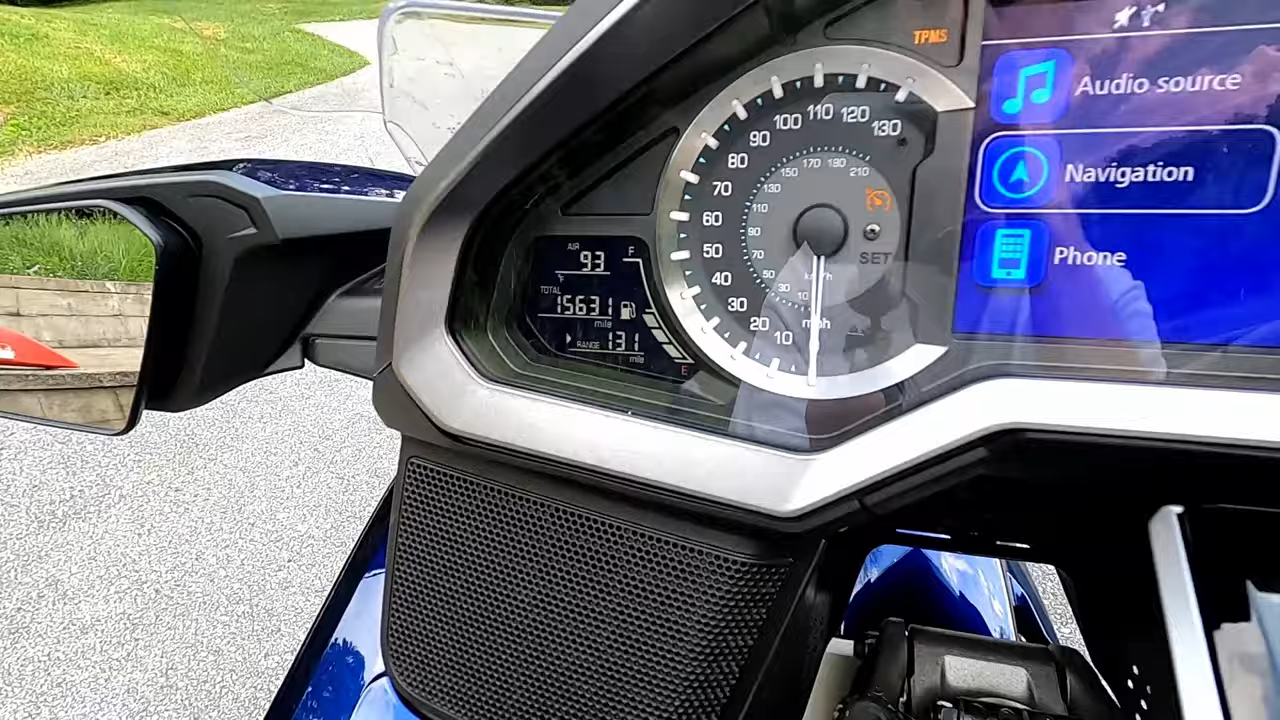 TPMS
Audio source
Navigation
Phone
10
20
30
40
50
60
70
80
90
100
110
120
130
mph
10
30
50
70
90
110
130
150
170
190
210
km/h
SET
AIR
93
°F
TOTAL
15631
mile
RANGE 131
mile
F
E